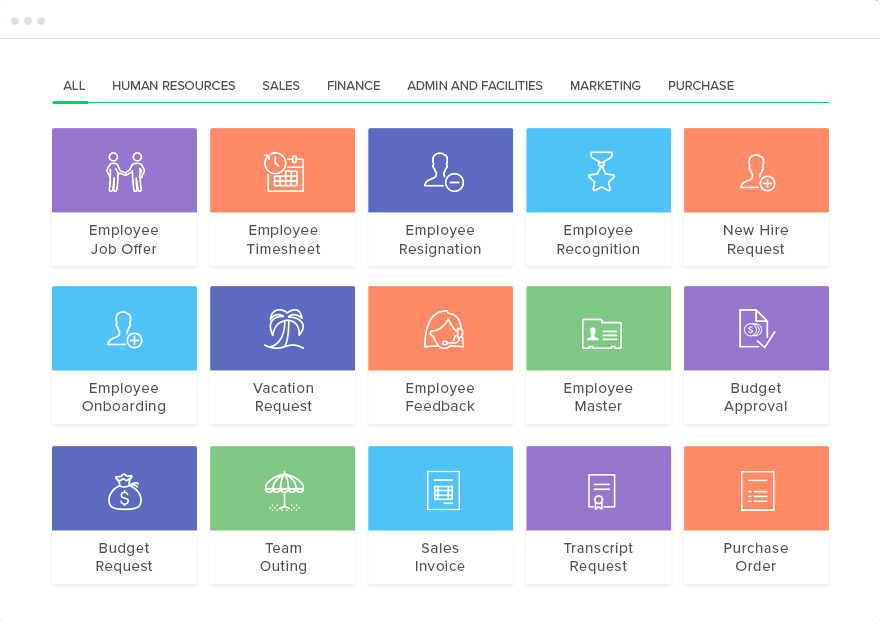 ALL HUMAN RESOURCES SALES FINANCE ADMIN AND FACILITIES MARKETING PURCHASE
Employee
Job Offer
Employee
Timesheet
Employee
Resignation
Employee
Recognition
New Hire
Request
Employee
Onboarding
Vacation
Request
Employee
Feedback
Employee
Master
$
Budget
Approval
$
Budget
Request
Team
Outing
Sales
Invoice
Transcript
Request
Purchase
Order